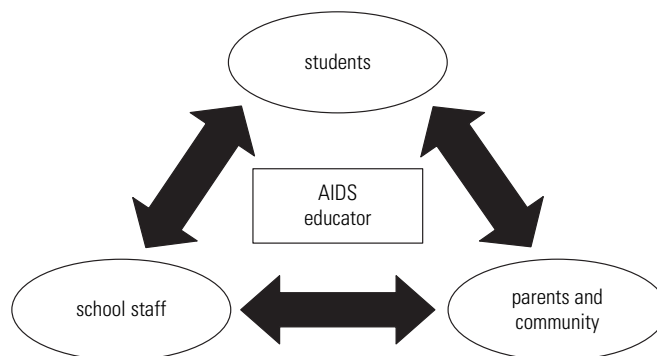 students
AIDS
educator
school staff
parents and
community